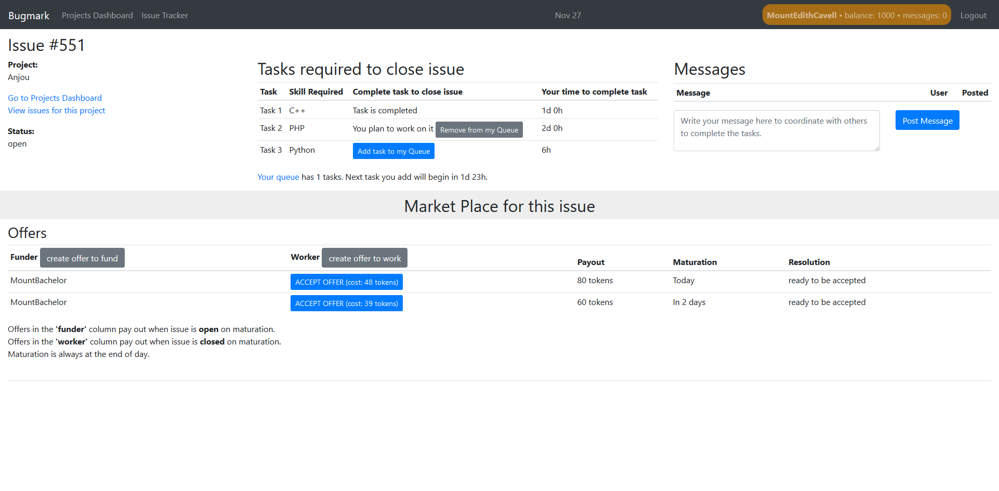 Bugmark Projects Dashboard Issue Tracker Nov 27 MountEdithCavell • balance: 1000 • messages: 0 Logout
Issue #551
Project:
Anjou
Go to Projects Dashboard
View issues for this project
Status:
open
Tasks required to close issue
Task Skill Required Complete task to close issue Your time to complete task
Task 1 C++ Task is completed 1d 0h
Task 2 PHP You plan to work on it Remove from my Queue 2d 0h
Task 3 Python Add task to my Queue 6h
Your queue has 1 tasks. Next task you add will begin in 1d 23h.
Messages
Message User Posted
Write your message here to coordinate with others
to complete the tasks.
Post Message
Market Place for this issue
Offers
Funder create offer to fund Worker create offer to work Payout Maturation Resolution
MountBachelor ACCEPT OFFER (cost: 48 tokens) 80 tokens Today ready to be accepted
MountBachelor ACCEPT OFFER (cost: 39 tokens) 60 tokens In 2 days ready to be accepted
Offers in the 'funder' column pay out when issue is open on maturation.
Offers in the 'worker' column pay out when issue is closed on maturation.
Maturation is always at the end of day.